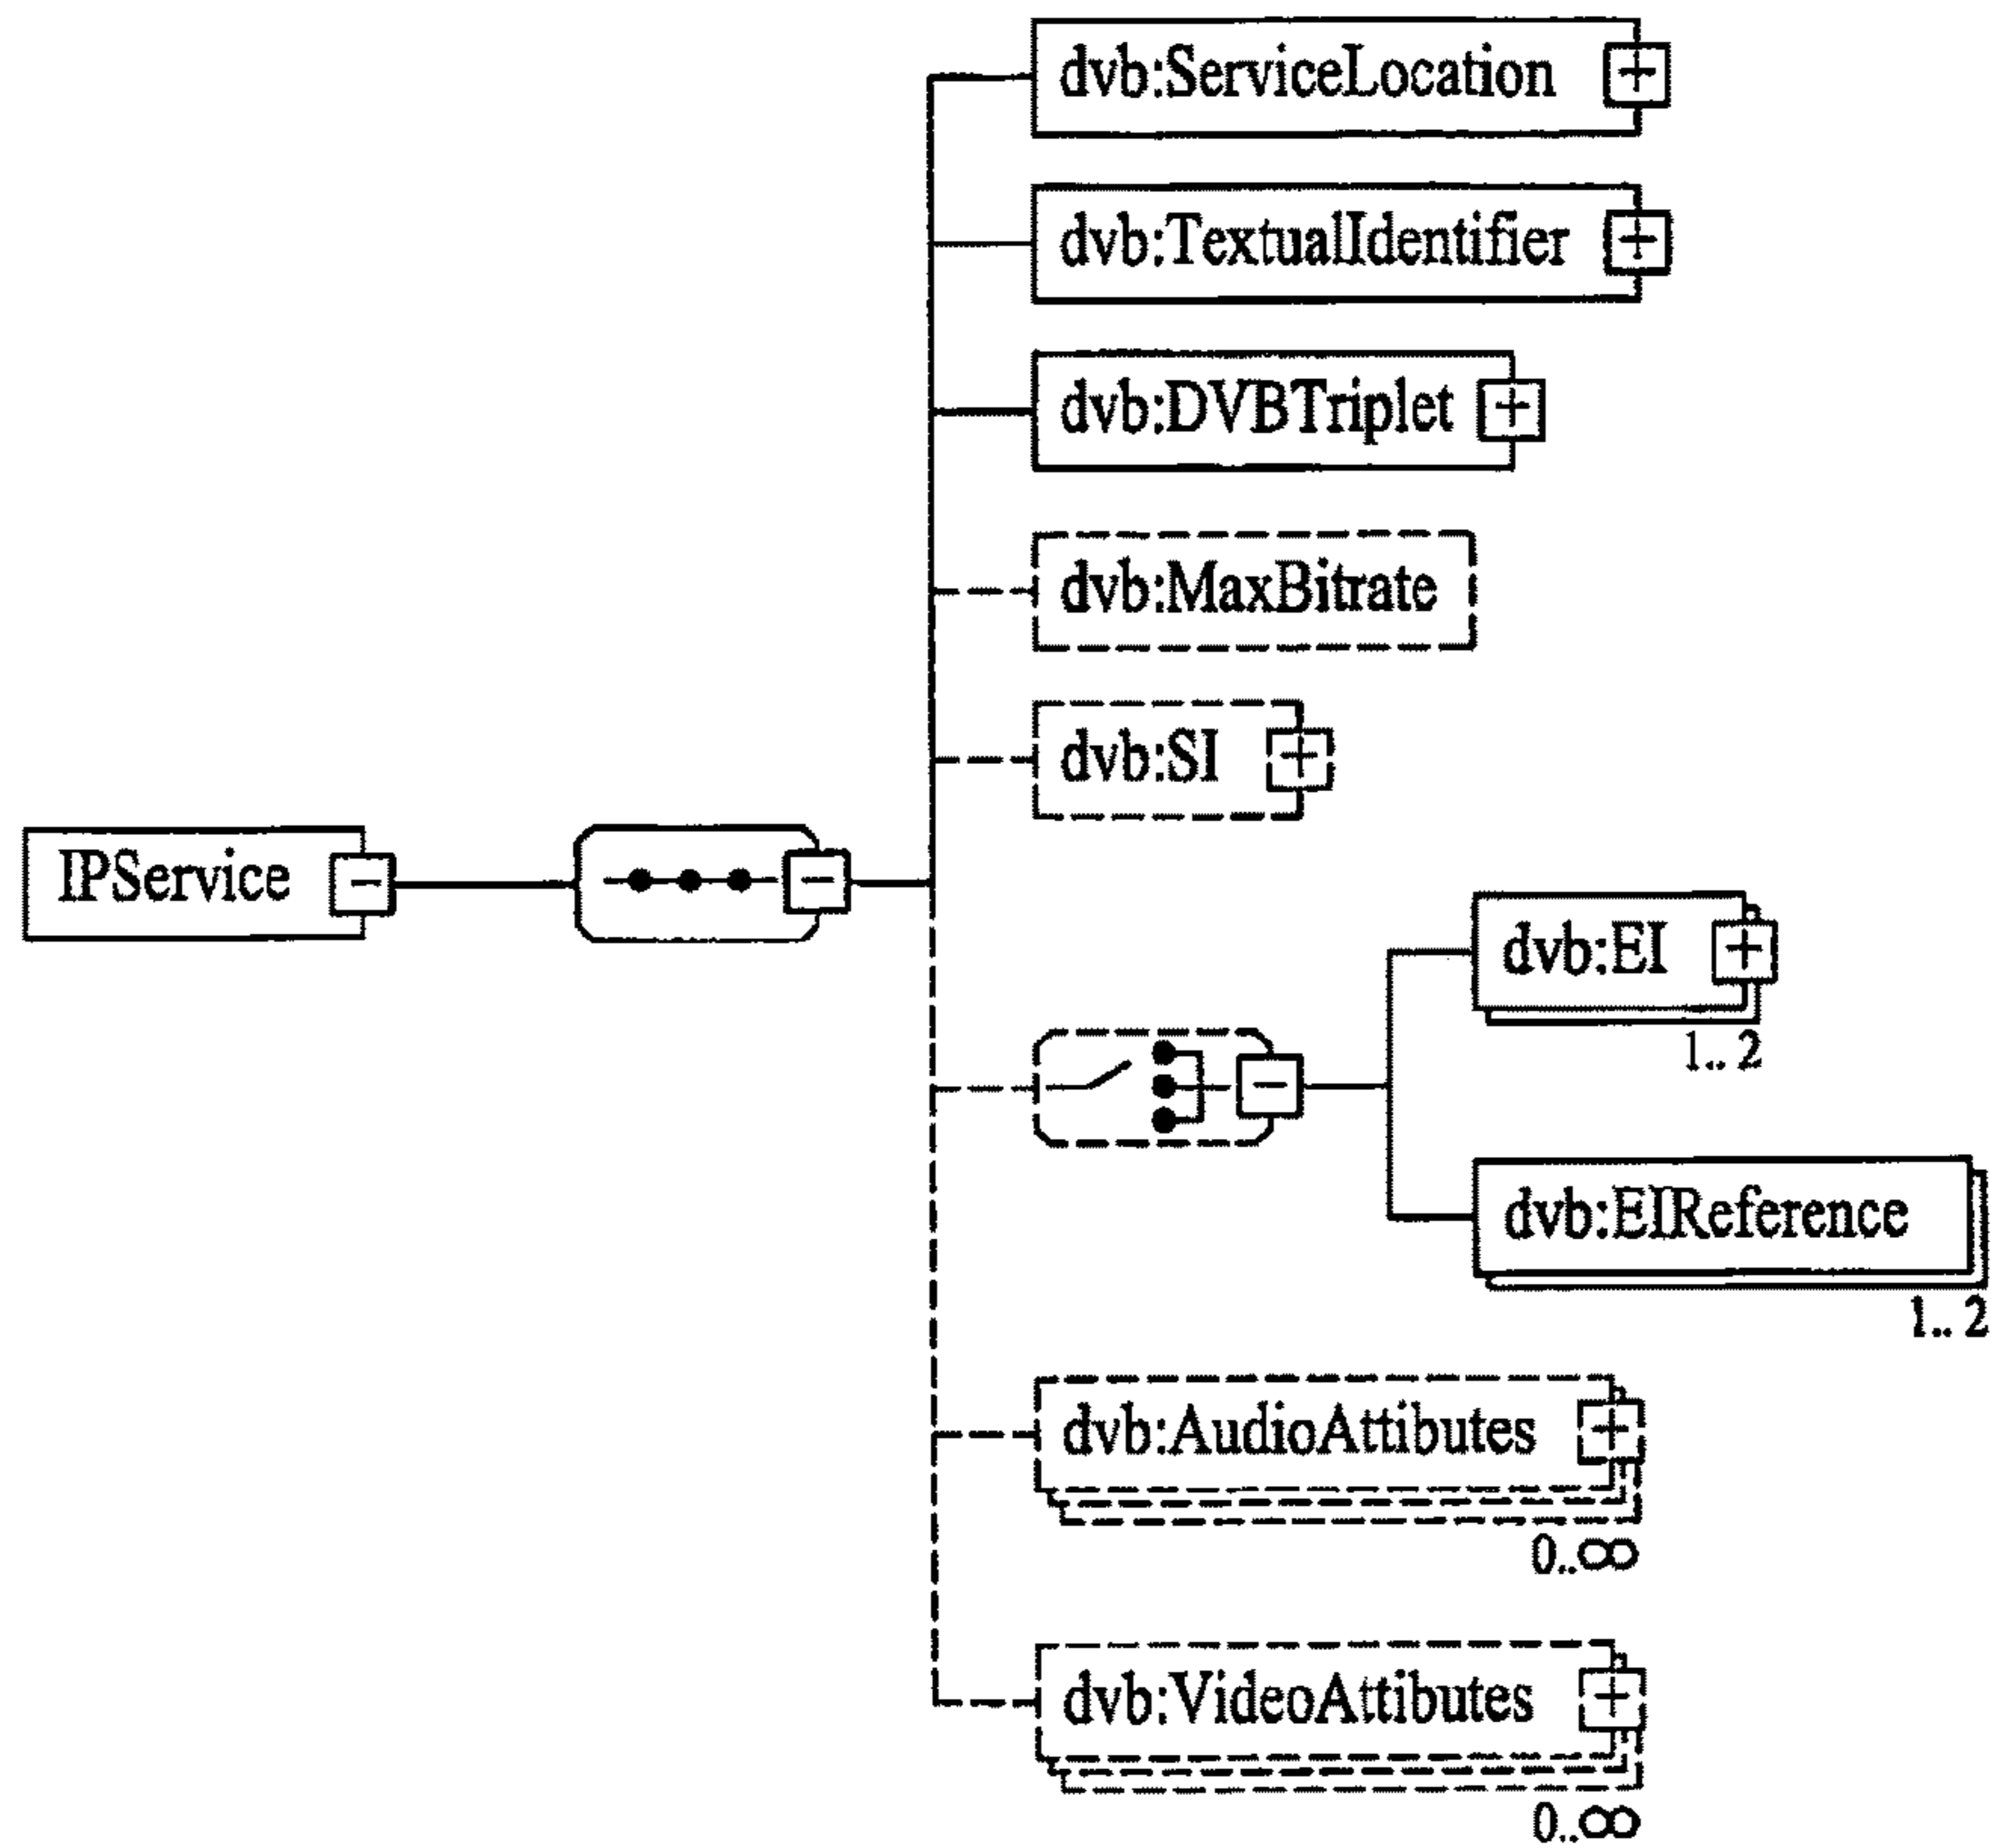 dvb:ServiceLocation
dvb:TextualIdentifier
dvb:DVBTriplet
dvb:MaxBitrate
dvb:SI
IPService
dvb:EI
1.. 2
dvb:EIReference
1.. 2
dvb:AudioAttibutes
0..∞
dvb:VideoAttibutes
0..∞